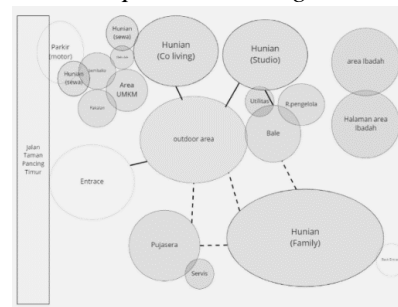 Hunian
(sewa)
Parkir
(motor)
Hunian
(Co living)
Hunian
(Studio)
area Ibadah
Hunian
(sewa)
Area
UMKM
Utilitas
R.pengelola
Halaman area
Ibadah
outdoor area
Bale
Jalan
Taman
Pancing
Timur
Entrace
Hunian
(Family)
Pujasera
Servis